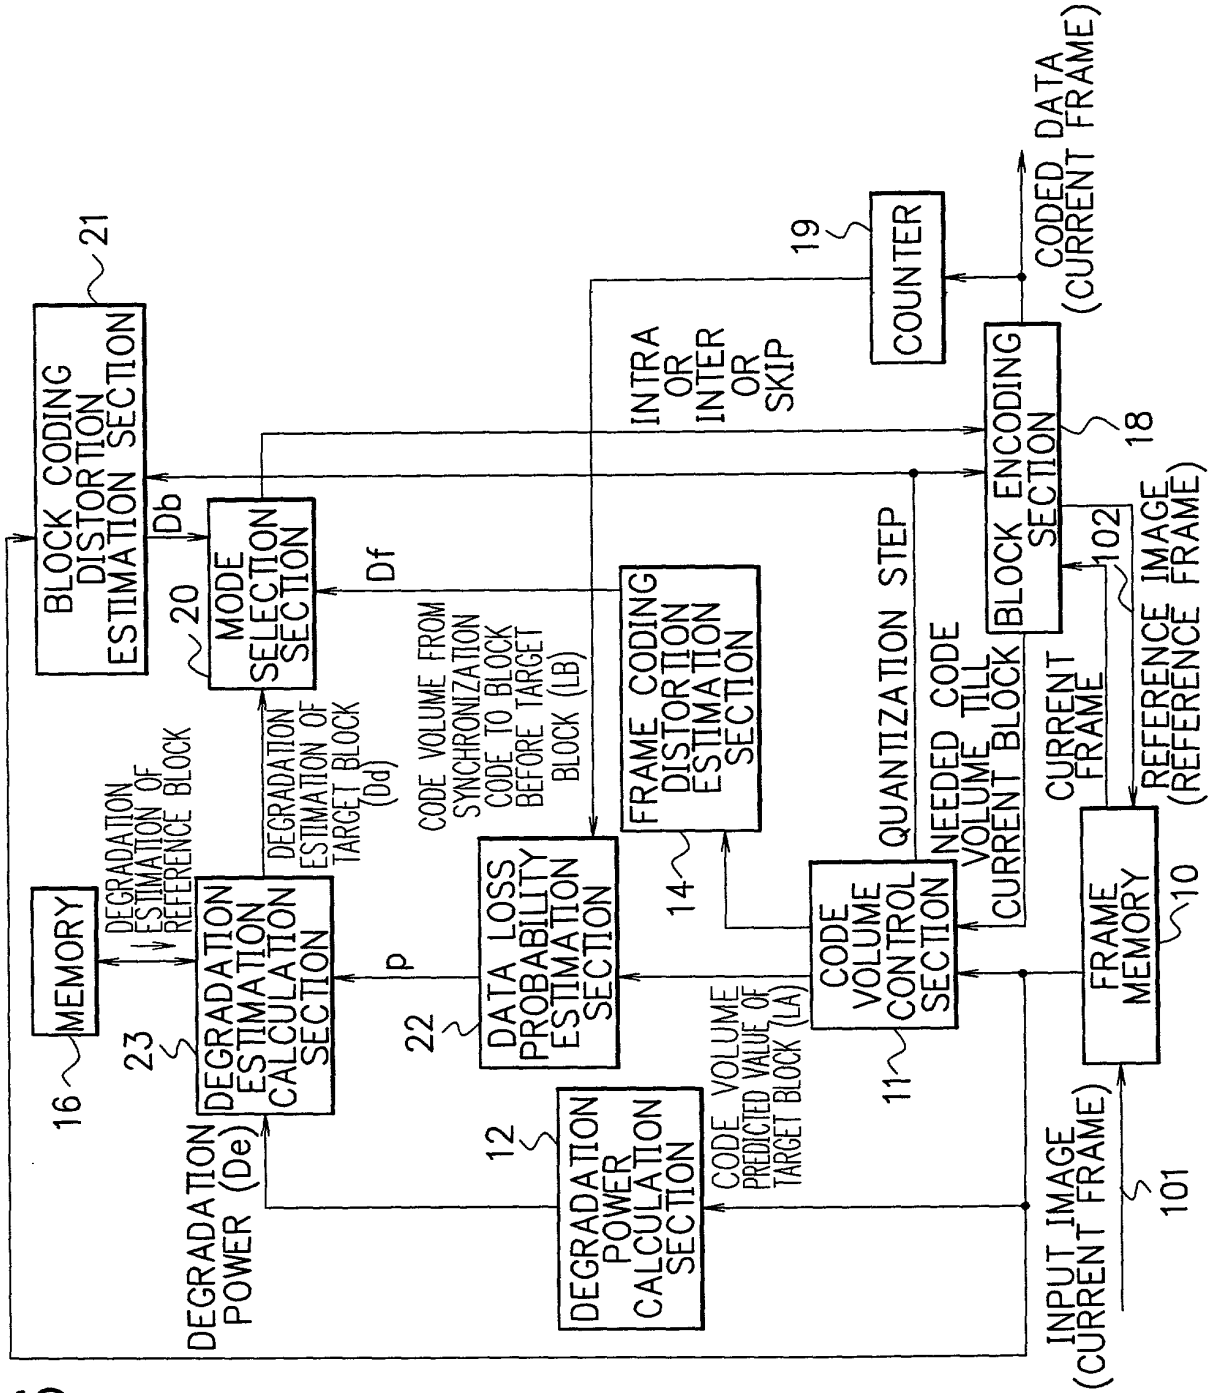 BLOCK CODING
DISTORTION
ESTIMATION SECTION
21
Db
20
MODE
SELECTION
SECTION
Df
16
MEMORY
DEGRADATION
ESTIMATION OF
REFERENCE BLOCK
23
DEGRADATION
ESTIMATION
CALCULATION
SECTION
DEGRADATION
ESTIMATION OF
TARGET BLOCK
(Dd)
DEGRADATION
POWER (De)
p
12
DEGRADATION
POWER
CALCULATION
SECTION
22
DATA LOSS
PROBABILITY
ESTIMATION
SECTION
CODE VOLUME FROM
SYNCHRONIZATION
CODE TO BLOCK
BEFORE TARGET
BLOCK (LB)
14
FRAME CODING
DISTORTION
ESTIMATION
SECTION
INTRA
OR
INTER
OR
SKIP
19
COUNTER
CODE VOLUME
PREDICTED VALUE OF
TARGET BLOCK (LA)
11
CODE
VOLUME
CONTROL
SECTION
QUANTIZATION STEP
NEEDED CODE
VOLUME TILL
CURRENT BLOCK
BLOCK ENCODING
SECTION
18
CODED DATA
(CURRENT FRAME)
INPUT IMAGE
(CURRENT FRAME)
101
FRAME
MEMORY
10
CURRENT
FRAME
102
REFERENCE IMAGE
(REFERENCE FRAME)